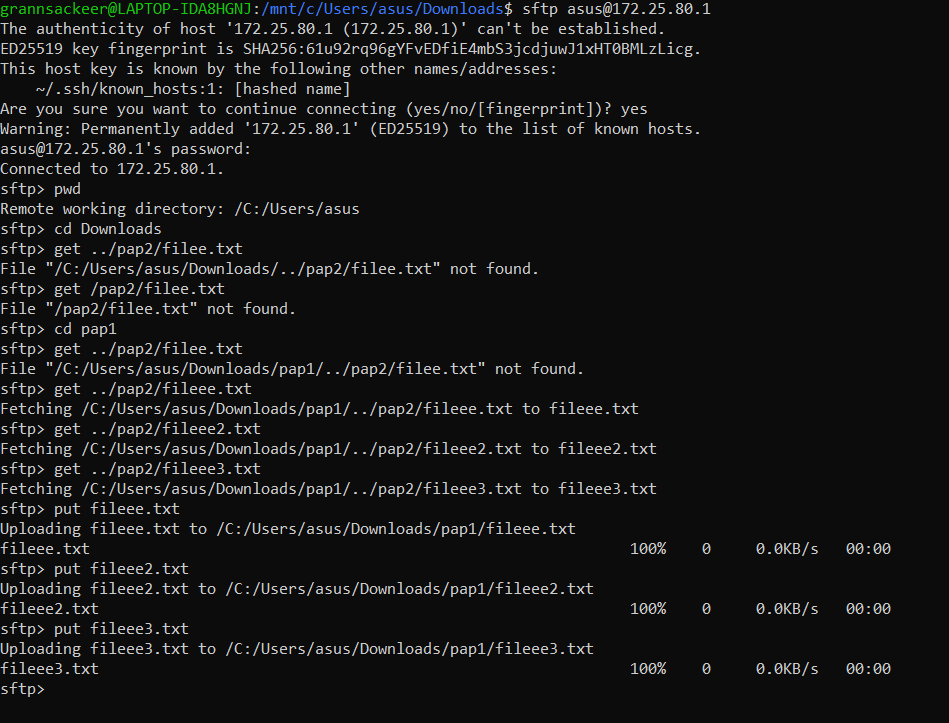 grannsackeer@LAPTOP-IDA8HGNJ:/mnt/c/Users/asus/Downloads$ sftp asus@172.25.80.1
The authenticity of host '172.25.80.1 (172.25.80.1)' can't be established.
ED25519 key fingerprint is SHA256:61u92rq96gYFvEDfiE4mbS3jcdjuwJ1xHT0BMLzLicg.
This host key is known by the following other names/addresses:
    ~/.ssh/known_hosts:1: [hashed name]
Are you sure you want to continue connecting (yes/no/[fingerprint])? yes
Warning: Permanently added '172.25.80.1' (ED25519) to the list of known hosts.
asus@172.25.80.1's password:
Connected to 172.25.80.1.
sftp> pwd
Remote working directory: /C:/Users/asus
sftp> cd Downloads
sftp> get ../pap2/filee.txt
File "/C:/Users/asus/Downloads/../pap2/filee.txt" not found.
sftp> get /pap2/filee.txt
File "/pap2/filee.txt" not found.
sftp> cd pap1
sftp> get ../pap2/filee.txt
File "/C:/Users/asus/Downloads/pap1/../pap2/filee.txt" not found.
sftp> get ../pap2/fileee.txt
Fetching /C:/Users/asus/Downloads/pap1/../pap2/fileee.txt to fileee.txt
sftp> get ../pap2/fileee2.txt
Fetching /C:/Users/asus/Downloads/pap1/../pap2/fileee2.txt to fileee2.txt
sftp> get ../pap2/fileee3.txt
Fetching /C:/Users/asus/Downloads/pap1/../pap2/fileee3.txt to fileee3.txt
sftp> put fileee.txt
Uploading fileee.txt to /C:/Users/asus/Downloads/pap1/fileee.txt
fileee.txt                                                            100%    0     0.0KB/s   00:00
sftp> put fileee2.txt
Uploading fileee2.txt to /C:/Users/asus/Downloads/pap1/fileee2.txt
fileee2.txt                                                           100%    0     0.0KB/s   00:00
sftp> put fileee3.txt
Uploading fileee3.txt to /C:/Users/asus/Downloads/pap1/fileee3.txt
fileee3.txt                                                           100%    0     0.0KB/s   00:00
sftp>